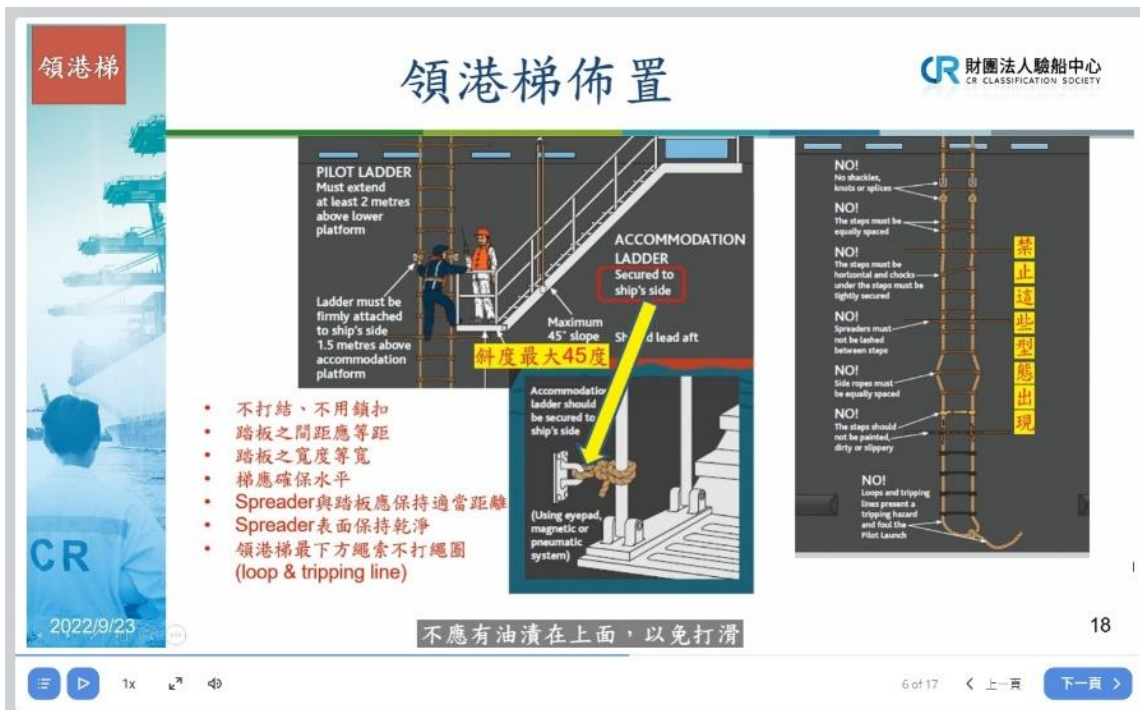 領港梯
領港梯佈置
CR 財團法人驗船中心
CR CLASSIFICATION SOCIETY
PILOT LADDER
Must extend
at least 2 metres
above lower
platform
Ladder must be
firmly attached
to ship's side
1.5 metres above
accommodation
platform
ACCOMMODATION
LADDER
Secured to
ship's side
Maximum
45° slope
lead aft
斜度最大45度
Accommodation
ladder should
be secured to
ship's side
(Using eyepad,
magnetic or
pneumatic
system)
NO!
No shackles,
knots or splices
NO!
The steps must be
equally spaced
NO!
The steps must be
horizontal and chocks
under the steps must be
tightly secured
NO!
Spreaders must
not be lashed
between steps
NO!
Side ropes must
be equally spaced
NO!
The steps should
not be painted,
dirty or slippery
NO!
Loops and tripping
lines present a
tripping hazard
and foul the
Pilot Launch
禁止這些型態出現
• 不打結、不用鎖扣
• 踏板之間距應等距
• 踏板之寬度等寬
• 梯應確保水平
• Spreader與踏板應保持適當距離
• Spreader表面保持乾淨
• 領港梯最下方繩索不打繩圈
(loop & tripping line)
CR
2022/9/23
不應有油漬在上面，以免打滑
18
1x
6 of 17
上一頁
下一頁